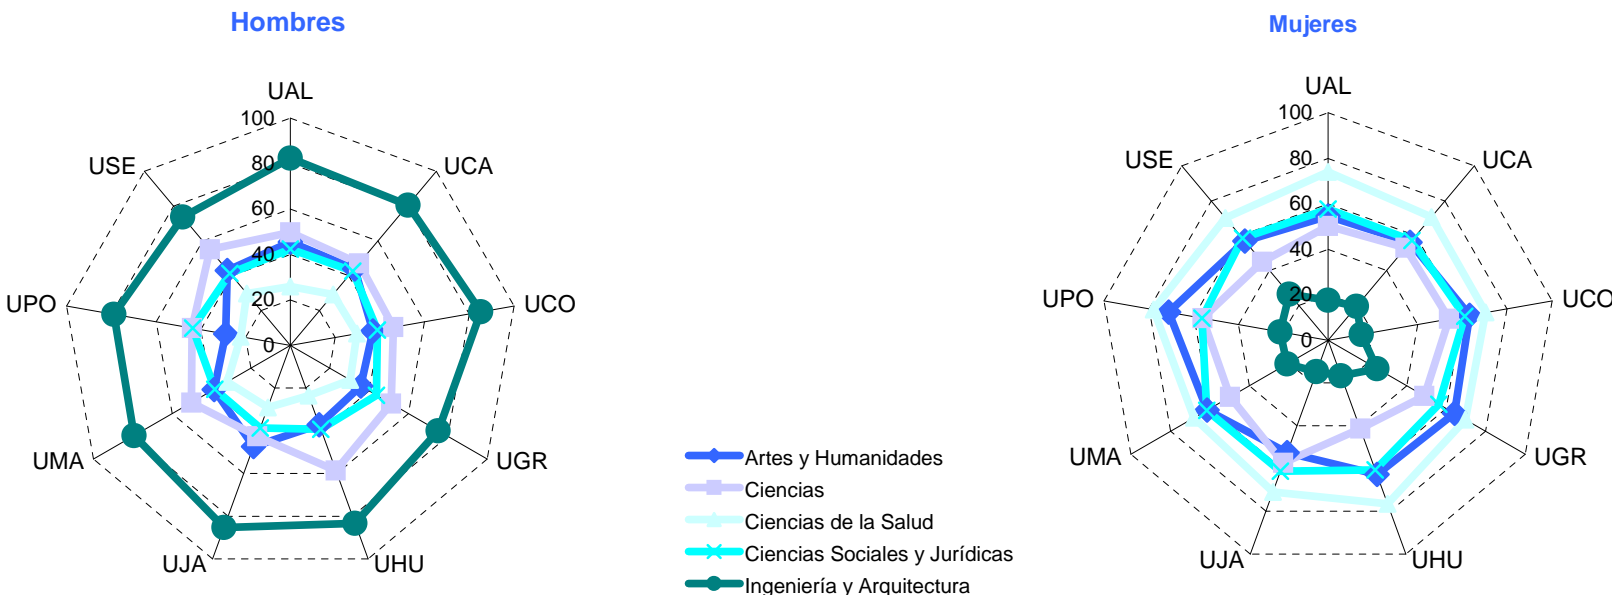 Hombres
UAL
100
80
60
40
20
0
UCA
UCO
UGR
UHU
UJA
UMA
UPO
USE
Artes y Humanidades
Ciencias
Ciencias de la Salud
Ciencias Sociales y Jurídicas
Ingeniería y Arquitectura
Mujeres
UAL
100
80
60
40
20
0
UCA
UCO
UGR
UHU
UJA
UMA
UPO
USE